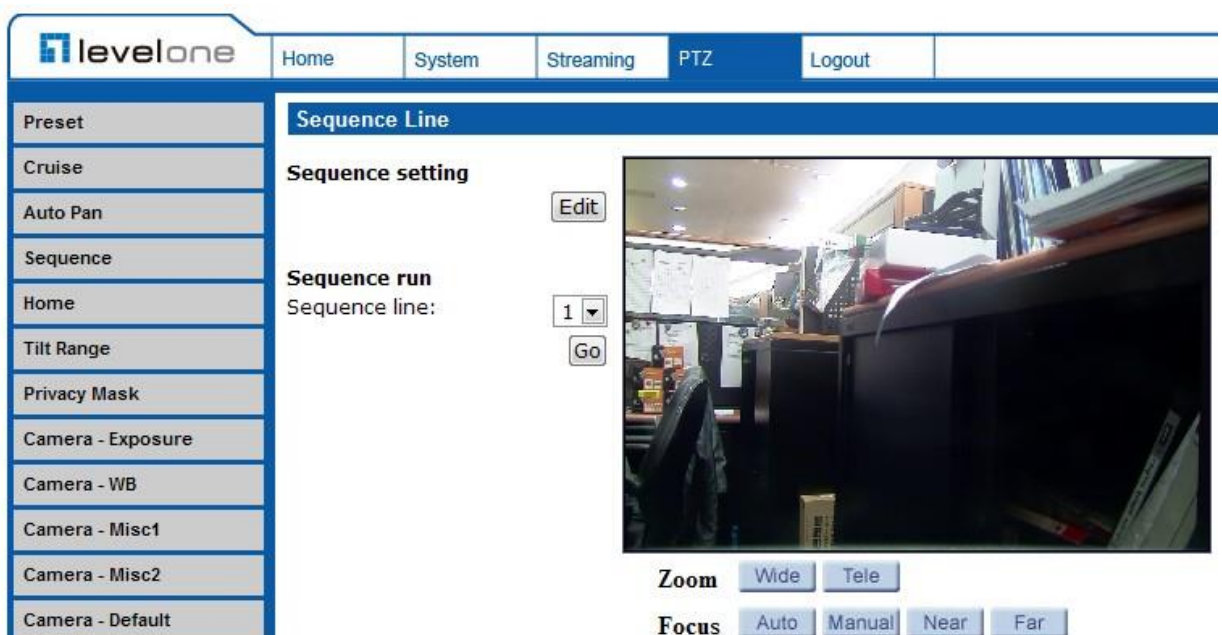 levelone
Home System Streaming PTZ Logout
Preset
Cruise
Auto Pan
Sequence
Home
Tilt Range
Privacy Mask
Camera - Exposure
Camera - WB
Camera - Misc1
Camera - Misc2
Camera - Default
Sequence Line
Sequence setting
Edit
Sequence run
Sequence line: 1
Go
Zoom Wide Tele
Focus Auto Manual Near Far